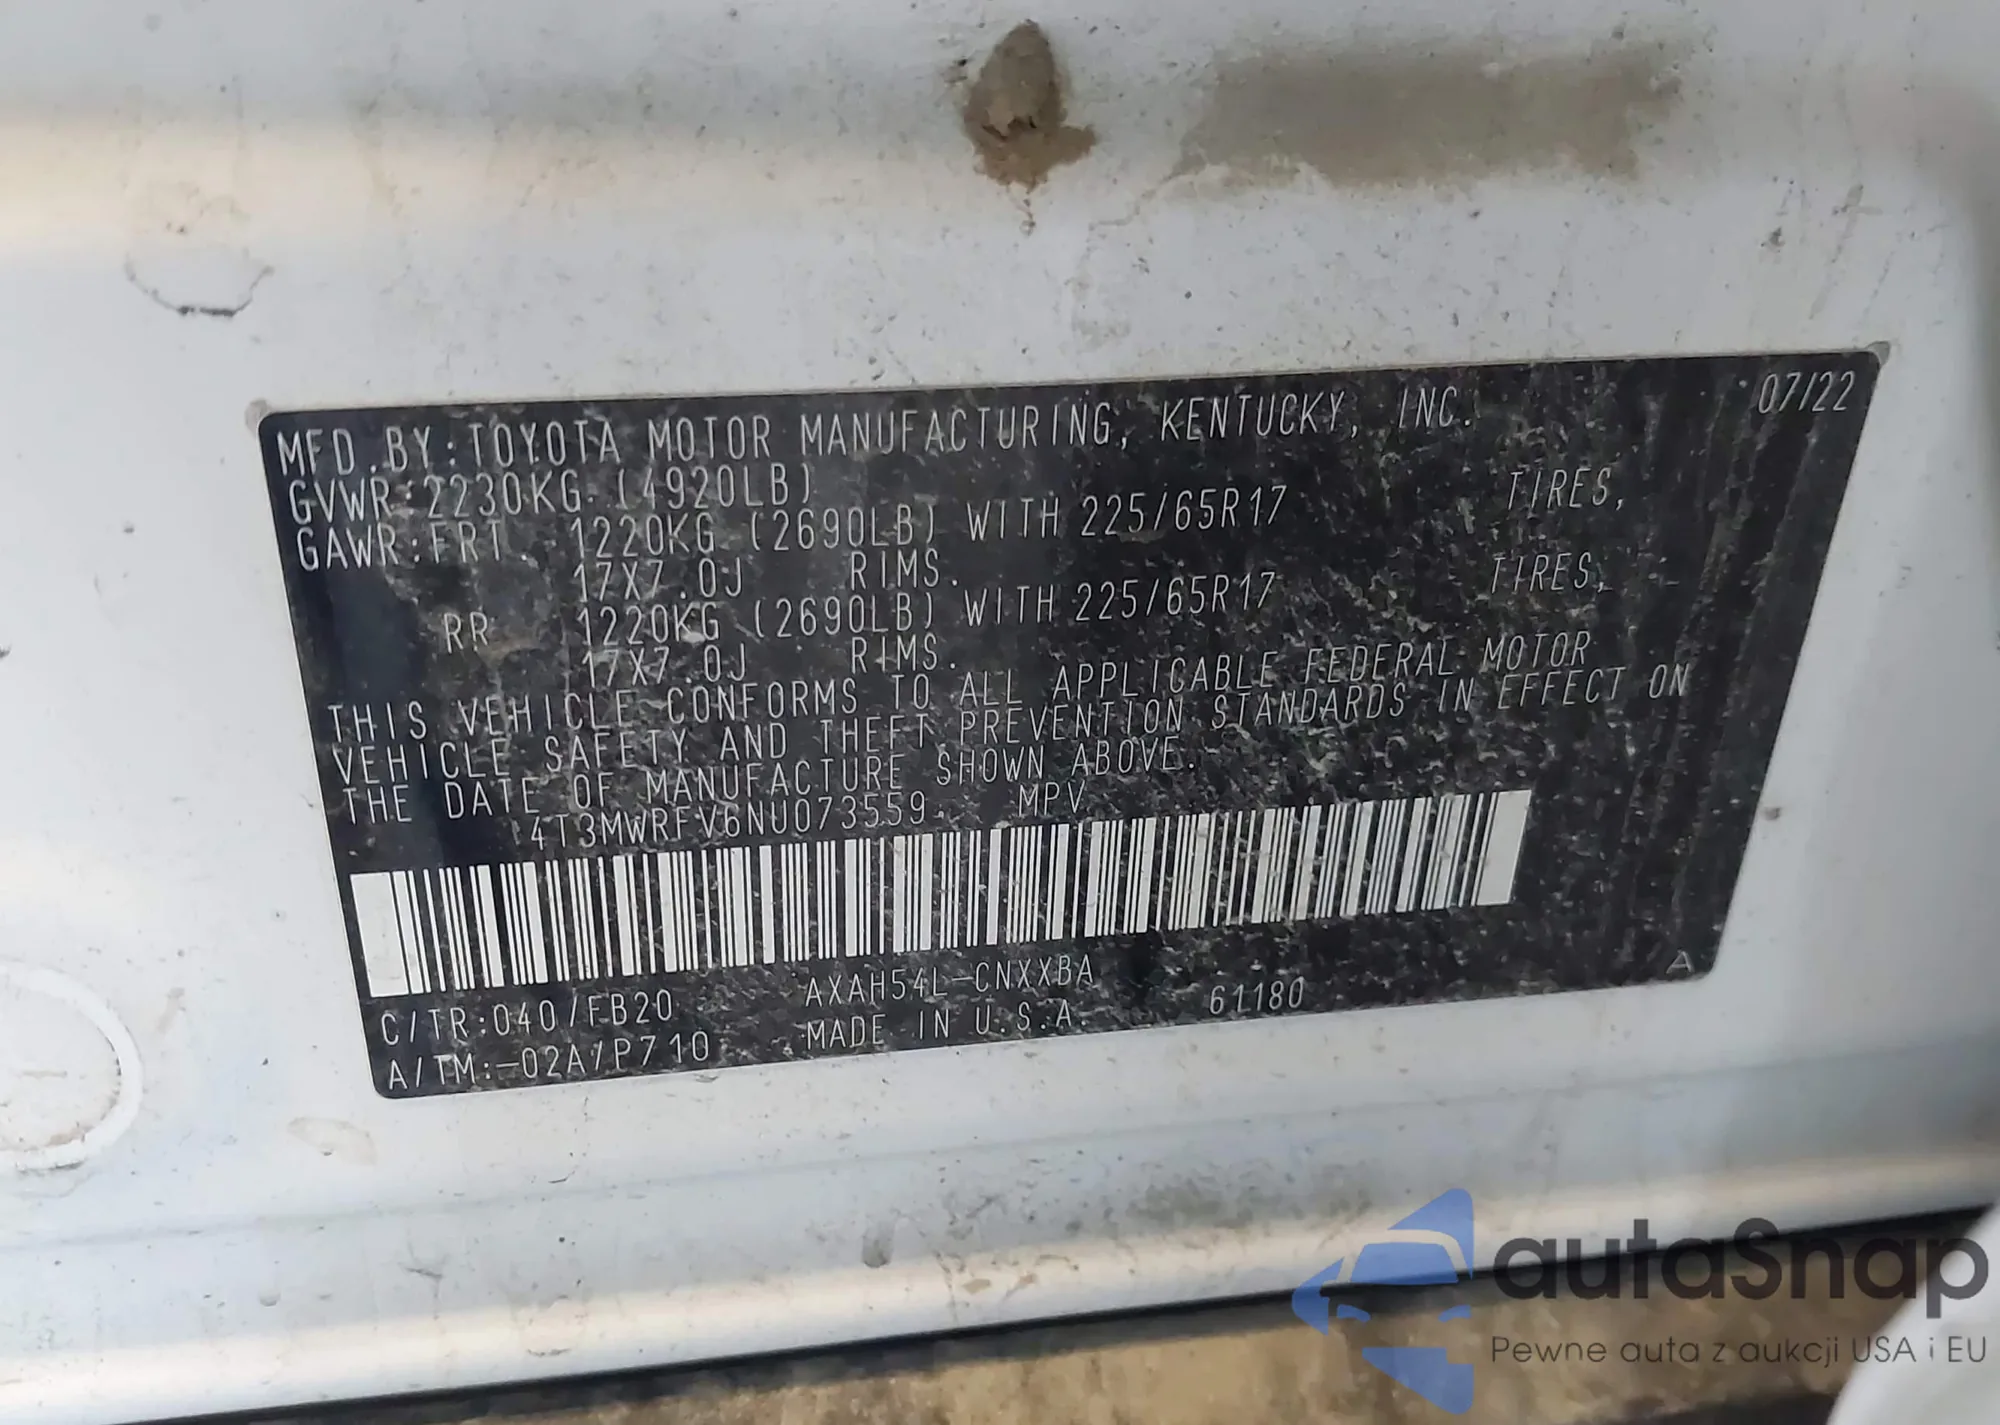 MFD.BY:TOYOTA MOTOR MANUFACTURING, KENTUCKY, INC. 07/22
GVWR:2230KG (4920LB)
GAWR:FRT 1220KG (2690LB) WITH 225/65R17 TIRES,
17X7.0J RIMS.
RR 1220KG (2690LB) WITH 225/65R17 TIRES,
17X7.0J RIMS.
THIS VEHICLE CONFORMS TO ALL APPLICABLE FEDERAL MOTOR
VEHICLE SAFETY AND THEFT PREVENTION STANDARDS IN EFFECT ON
THE DATE OF MANUFACTURE SHOWN ABOVE.
4T3MWRFV6NU073559 MPV
C/TR:040/FB20 AXAH54L-CNXXBA 61180 A
A/TM:-02A/P710 MADE IN U.S.A.
autaSnap
Pewne auta z aukcji USA i EU